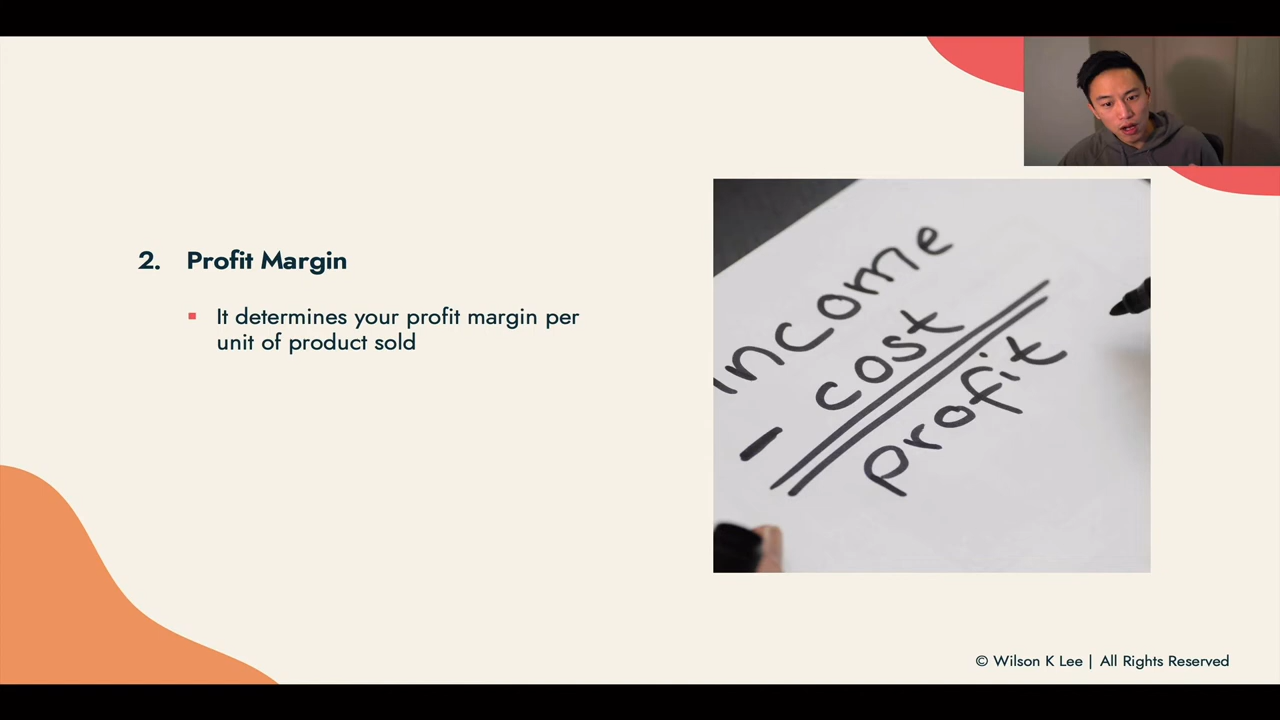 2. Profit Margin
▪ It determines your profit margin per
unit of product sold
income
- cost
profit
© Wilson K Lee | All Rights Reserved